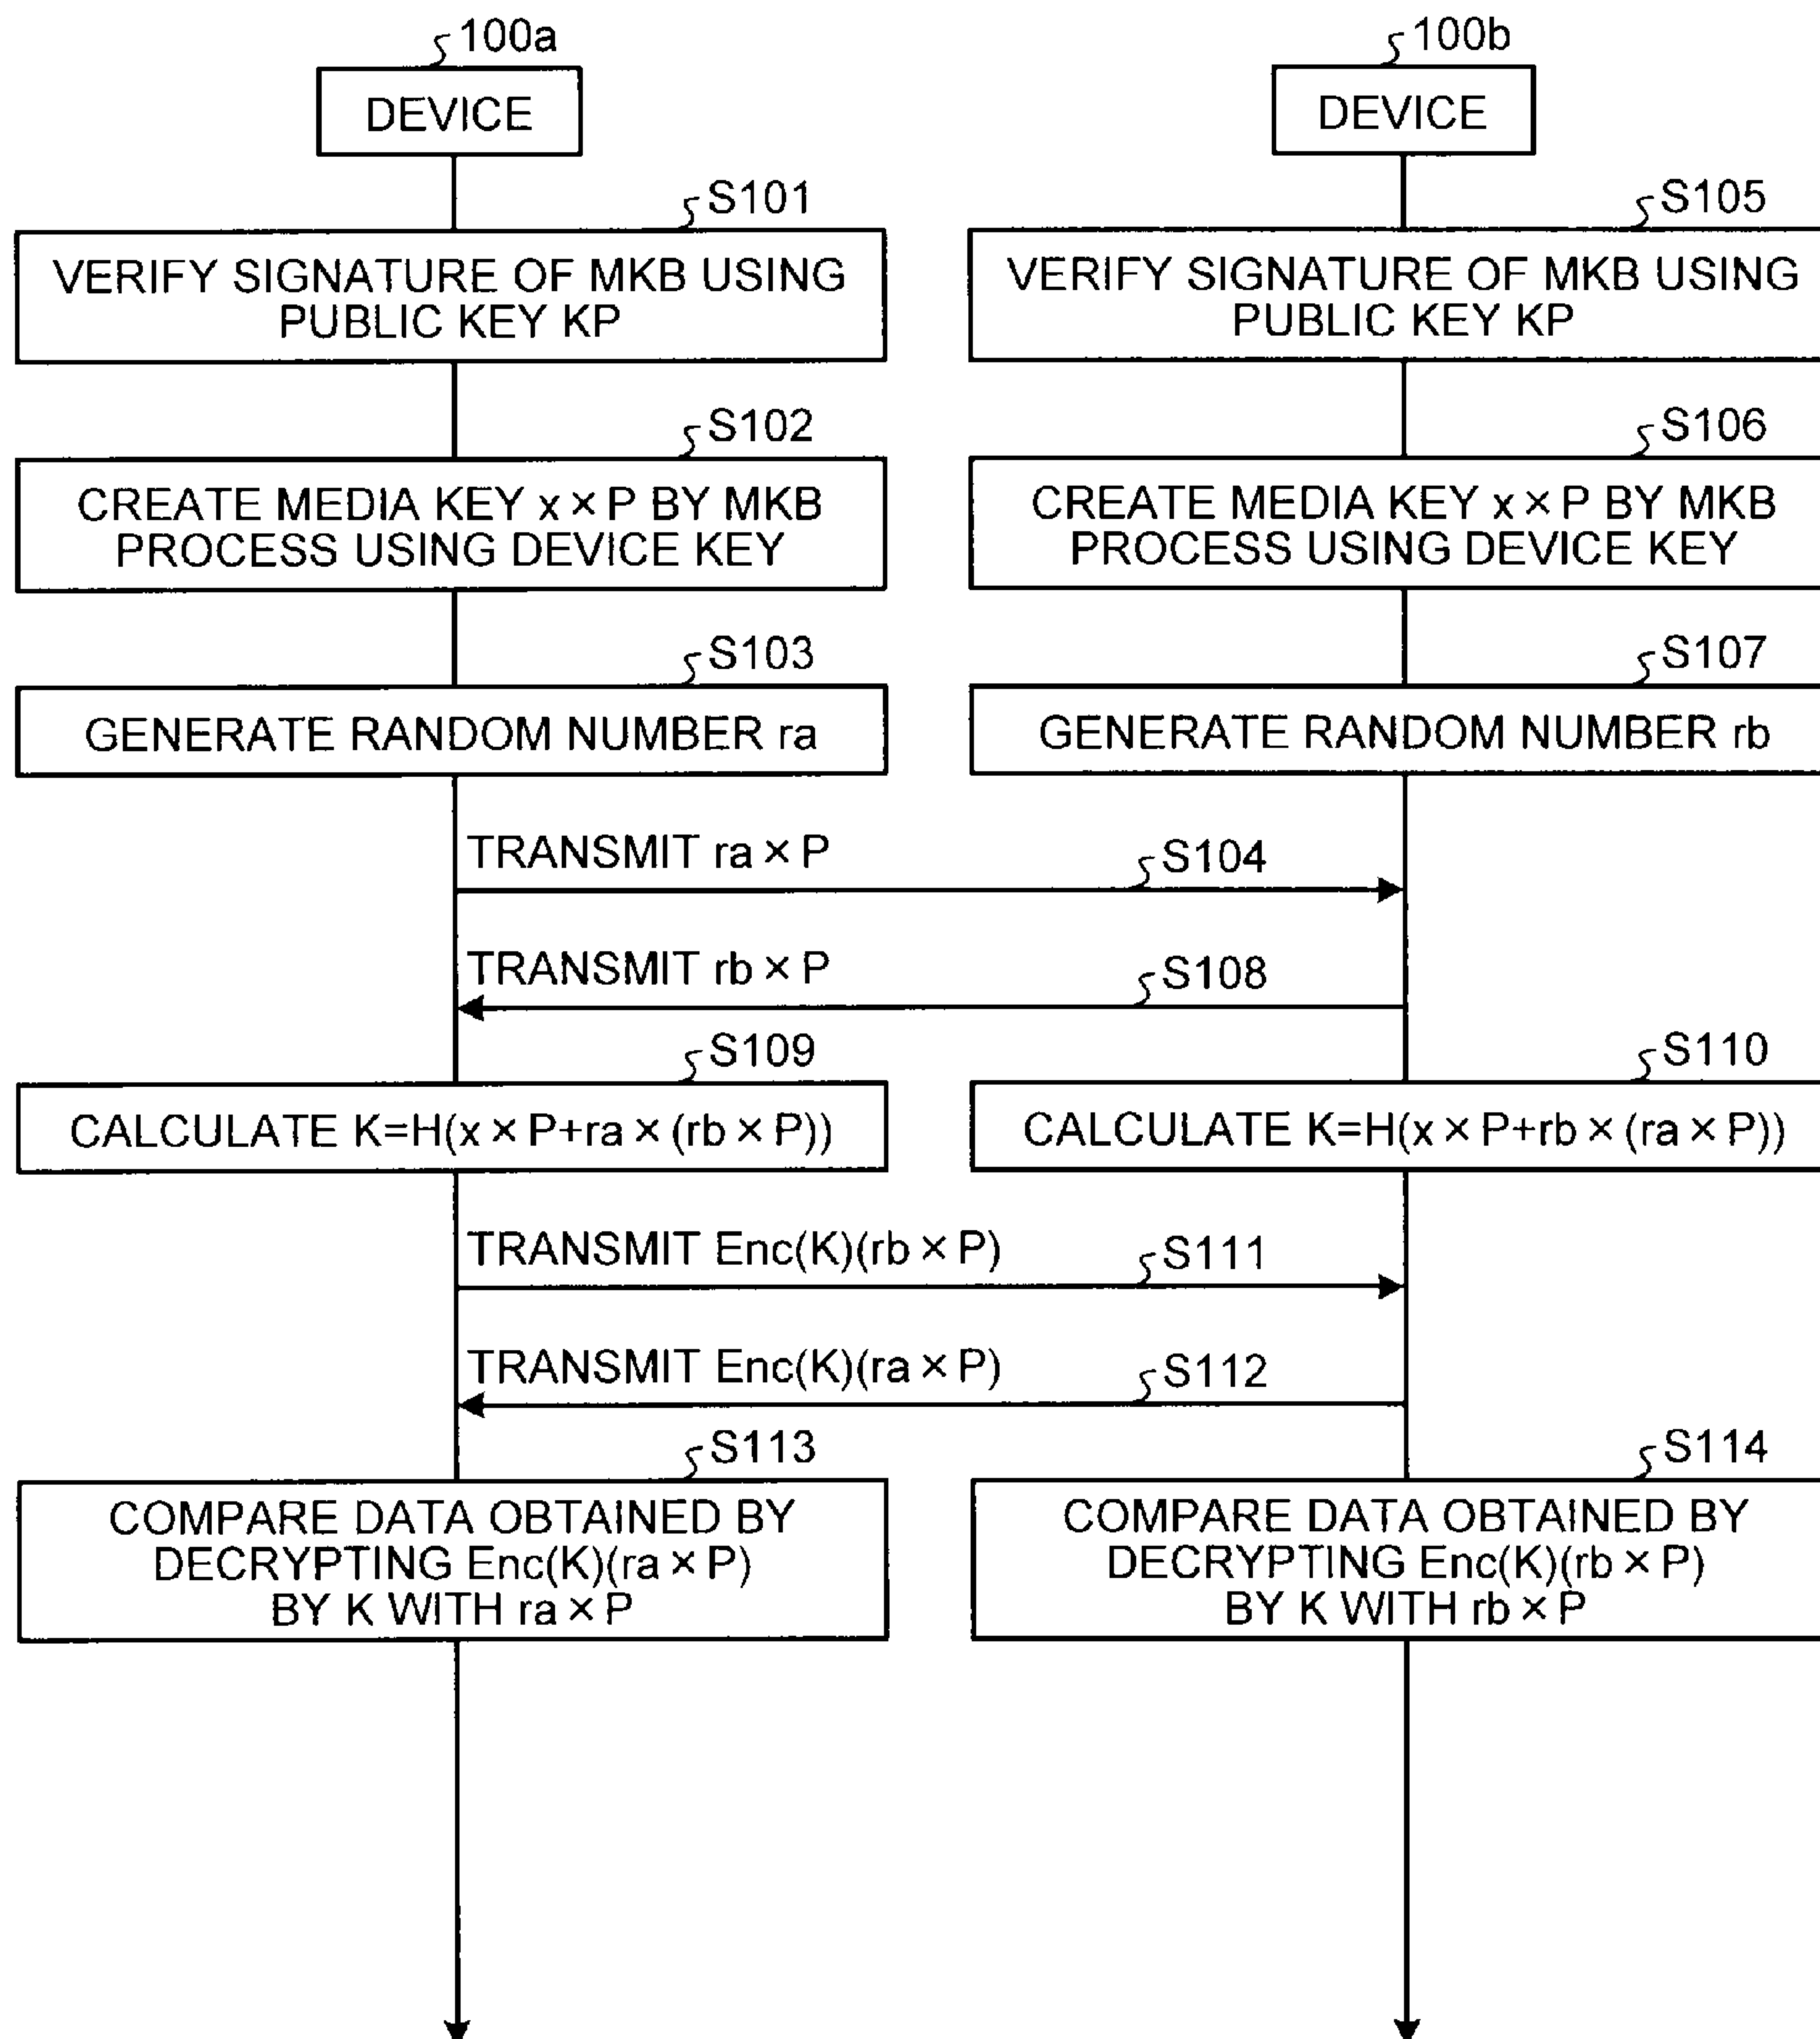 100a
100b
DEVICE
DEVICE
S101
S105
VERIFY SIGNATURE OF MKB USING
PUBLIC KEY KP
VERIFY SIGNATURE OF MKB USING
PUBLIC KEY KP
S102
S106
CREATE MEDIA KEY x × P BY MKB
PROCESS USING DEVICE KEY
CREATE MEDIA KEY x × P BY MKB
PROCESS USING DEVICE KEY
S103
S107
GENERATE RANDOM NUMBER ra
GENERATE RANDOM NUMBER rb
TRANSMIT ra × P
S104
TRANSMIT rb × P
S108
S109
S110
CALCULATE K=H(x × P+ra × (rb × P))
CALCULATE K=H(x × P+rb × (ra × P))
TRANSMIT Enc(K)(rb × P)
S111
TRANSMIT Enc(K)(ra × P)
S112
S113
S114
COMPARE DATA OBTAINED BY
DECRYPTING Enc(K)(ra × P)
BY K WITH ra × P
COMPARE DATA OBTAINED BY
DECRYPTING Enc(K)(rb × P)
BY K WITH rb × P